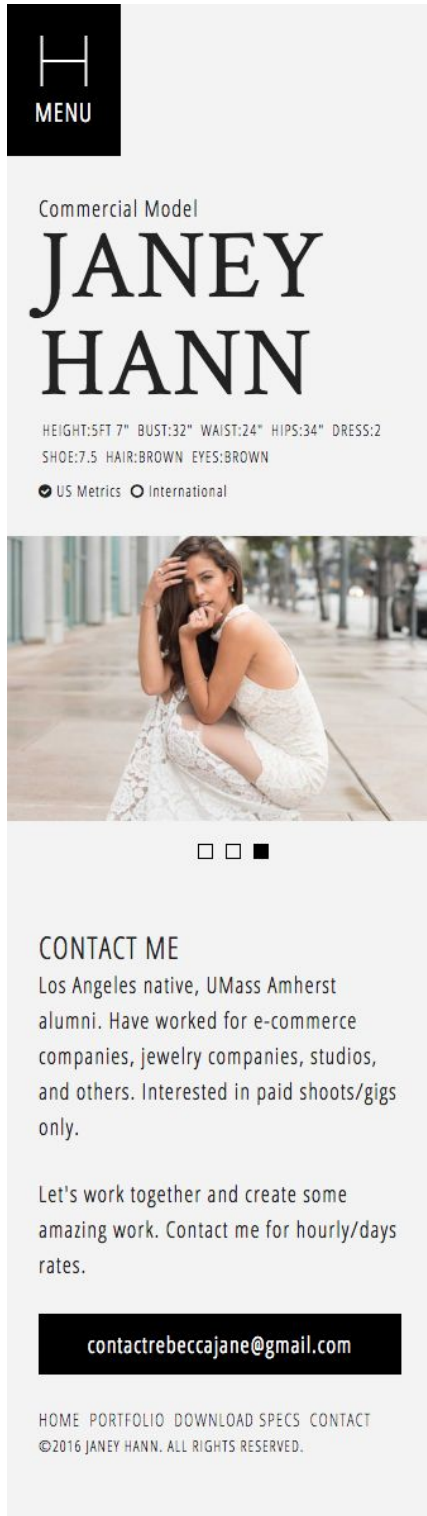 H
MENU
Commercial Model
JANEY
HANN
HEIGHT:5FT 7" BUST:32" WAIST:24" HIPS:34" DRESS:2
SHOE:7.5 HAIR:BROWN EYES:BROWN
US Metrics International
CONTACT ME
Los Angeles native, UMass Amherst
alumni. Have worked for e-commerce
companies, jewelry companies, studios,
and others. Interested in paid shoots/gigs
only.
Let's work together and create some
amazing work. Contact me for hourly/days
rates.
contactrebeccajane@gmail.com
HOME PORTFOLIO DOWNLOAD SPECS CONTACT
©2016 JANEY HANN. ALL RIGHTS RESERVED.